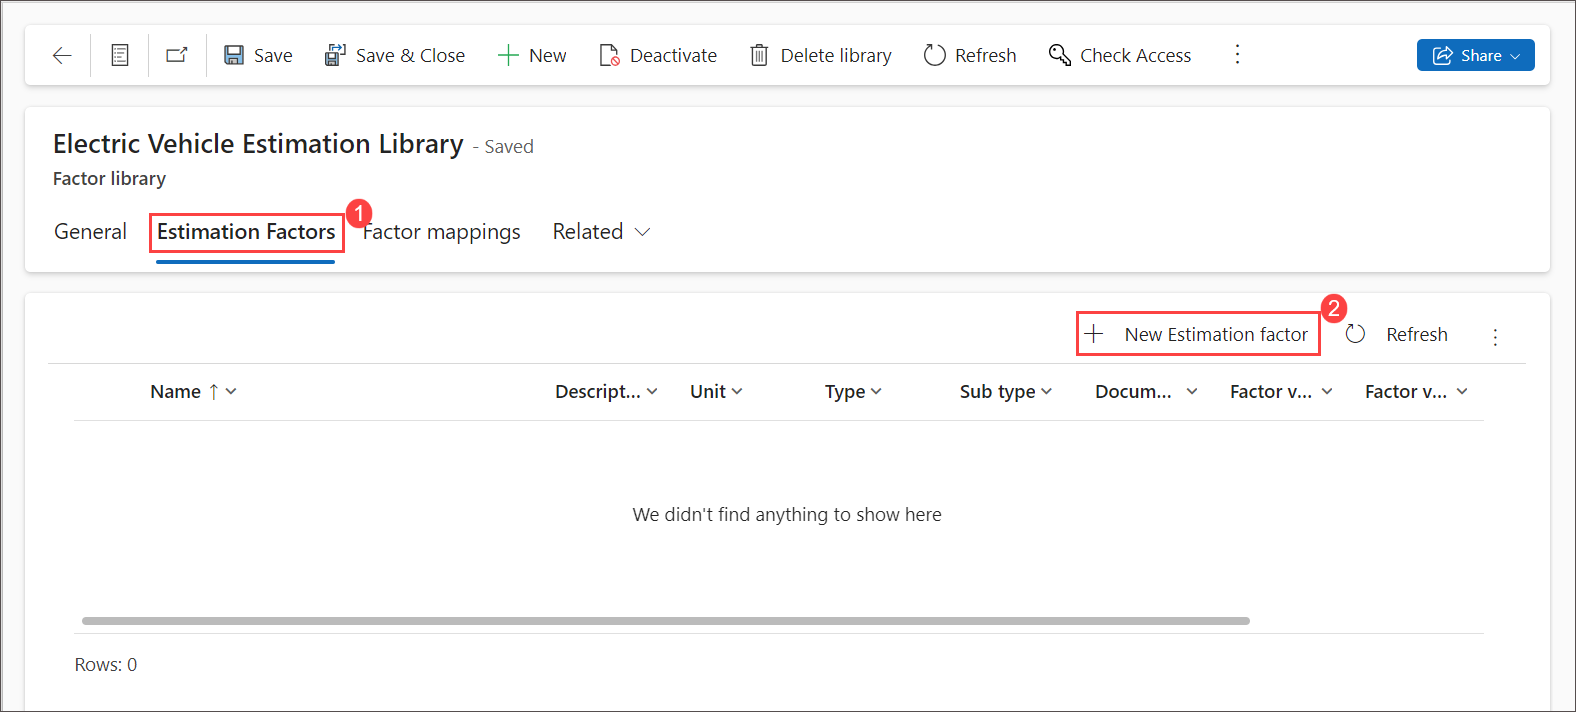 Save Save & Close New Deactivate Delete library Refresh Check Access Share
Electric Vehicle Estimation Library - Saved
Factor library
General Estimation Factors 1 Factor mappings Related
New Estimation factor 2 Refresh
Name Descript... Unit Type Sub type Docum... Factor v... Factor v...
We didn't find anything to show here
Rows: 0